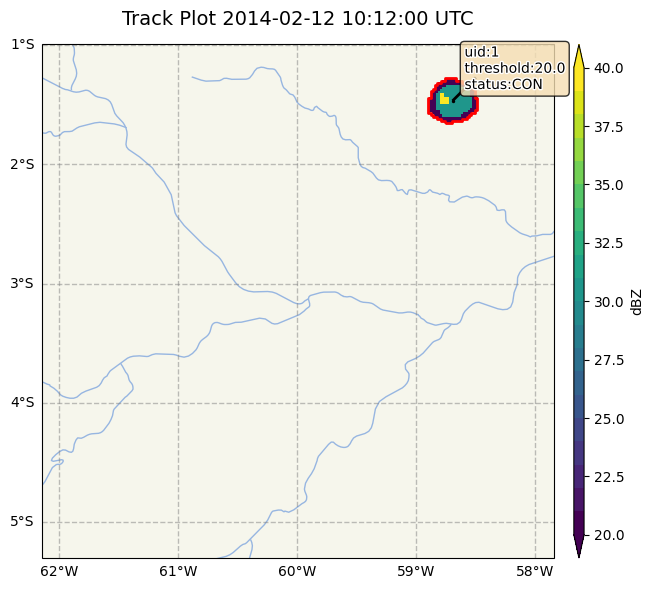 Track Plot 2014-02-12 10:12:00 UTC
uid:1
threshold:20.0
status:CON
1°S
2°S
3°S
4°S
5°S
62°W
61°W
60°W
59°W
58°W
40.0
37.5
35.0
32.5
30.0
27.5
25.0
22.5
20.0
dBZ